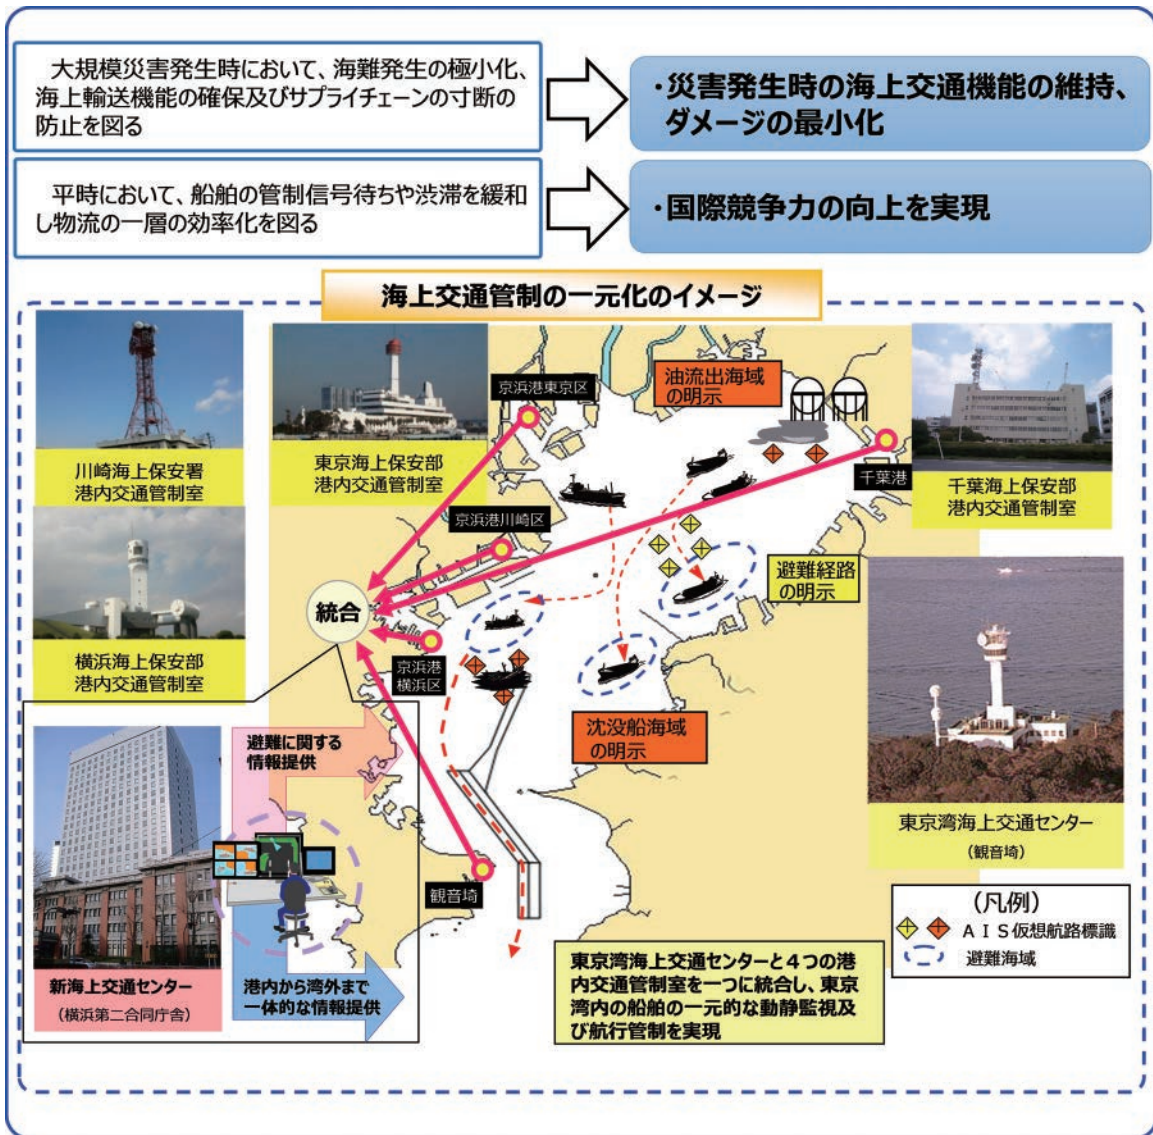 大規模災害発生時において、海難発生の極小化、
海上輸送機能の確保及びサプライチェーンの寸断の
防止を図る
・災害発生時の海上交通機能の維持、
ダメージの最小化
平時において、船舶の管制信号待ちや渋滞を緩和
し物流の一層の効率化を図る
・国際競争力の向上を実現
海上交通管制の一元化のイメージ
川崎海上保安署
港内交通管制室
東京海上保安部
港内交通管制室
京浜港東京区
油流出海域
の明示
千葉港
千葉海上保安部
港内交通管制室
京浜港川崎区
避難経路
の明示
統合
横浜海上保安部
港内交通管制室
京浜港
横浜区
沈没船海域
の明示
避難に関する
情報提供
東京湾海上交通センター
(観音埼)
観音埼
新海上交通センター
(横浜第二合同庁舎)
港内から湾外まで
一体的な情報提供
東京湾海上交通センターと4つの港
内交通管制室を一つに統合し、東京
湾内の船舶の一元的な動静監視及
び航行管制を実現
(凡例)
AIS仮想航路標識
避難海域